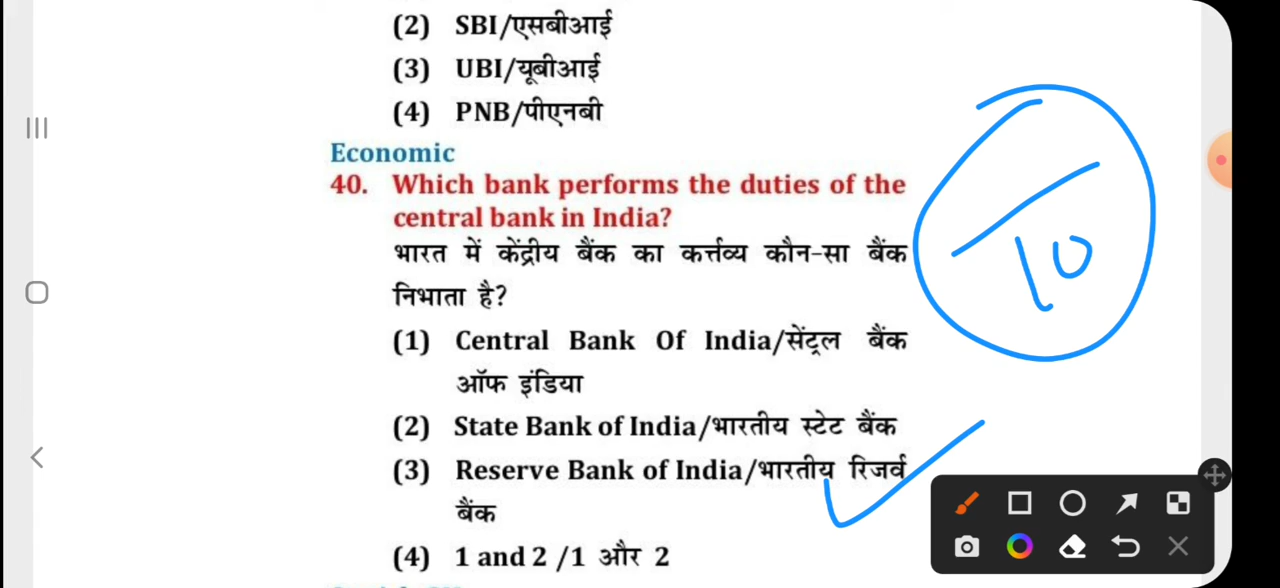 (2) SBI/एसबीआई
(3) UBI/यूबीआई
(4) PNB/पीएनबी
Economic
40. Which bank performs the duties of the
central bank in India?
भारत में केंद्रीय बैंक का कर्त्तव्य कौन-सा बैंक
निभाता है?
(1) Central Bank Of India/सेंट्रल बैंक
ऑफ इंडिया
(2) State Bank of India/भारतीय स्टेट बैंक
(3) Reserve Bank of India/भारतीय रिजर्व
बैंक
(4) 1 and 2 /1 और 2
10